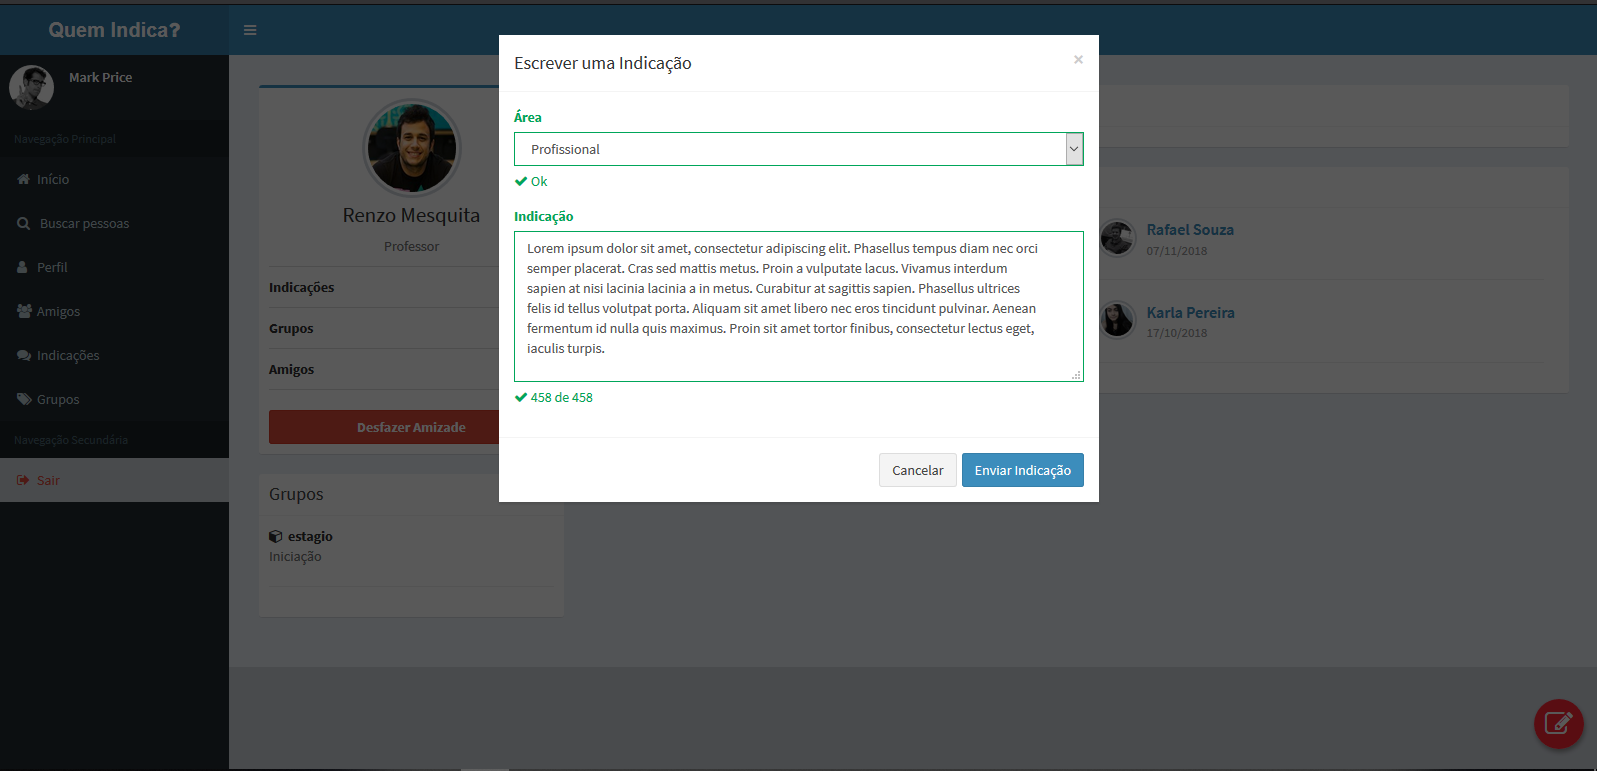 Quem Indica?
Mark Price
Navegação Principal
Início
Buscar pessoas
Perfil
Amigos
Indicações
Grupos
Navegação Secundária
Sair
Renzo Mesquita
Professor
Indicações
Grupos
Amigos
Desfazer Amizade
Grupos
estagio
Iniciação
Escrever uma Indicação
×
Área
Profissional
Ok
Indicação
Lorem ipsum dolor sit amet, consectetur adipiscing elit. Phasellus tempus diam nec orci
semper placerat. Cras sed mattis metus. Proin a vulputate lacus. Vivamus interdum
sapien at nisi lacinia lacinia a in metus. Curabitur at sagittis sapien. Phasellus ultrices
felis id tellus volutpat porta. Aliquam sit amet libero nec eros tincidunt pulvinar. Aenean
fermentum id nulla quis maximus. Proin sit amet tortor finibus, consectetur lectus eget,
iaculis turpis.
458 de 458
Cancelar
Enviar Indicação
Rafael Souza
07/11/2018
Karla Pereira
17/10/2018